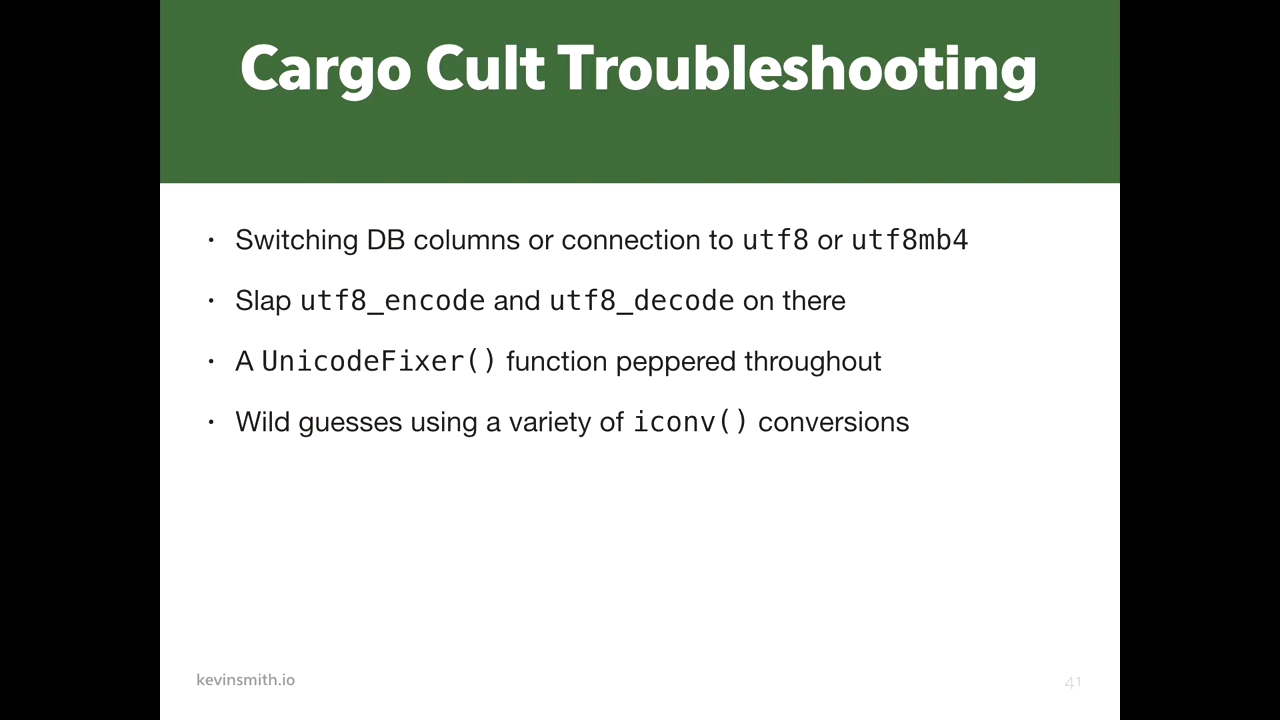 Cargo Cult Troubleshooting
• Switching DB columns or connection to utf8 or utf8mb4
• Slap utf8_encode and utf8_decode on there
• A UnicodeFixer() function peppered throughout
• Wild guesses using a variety of iconv() conversions
kevinsmith.io
41